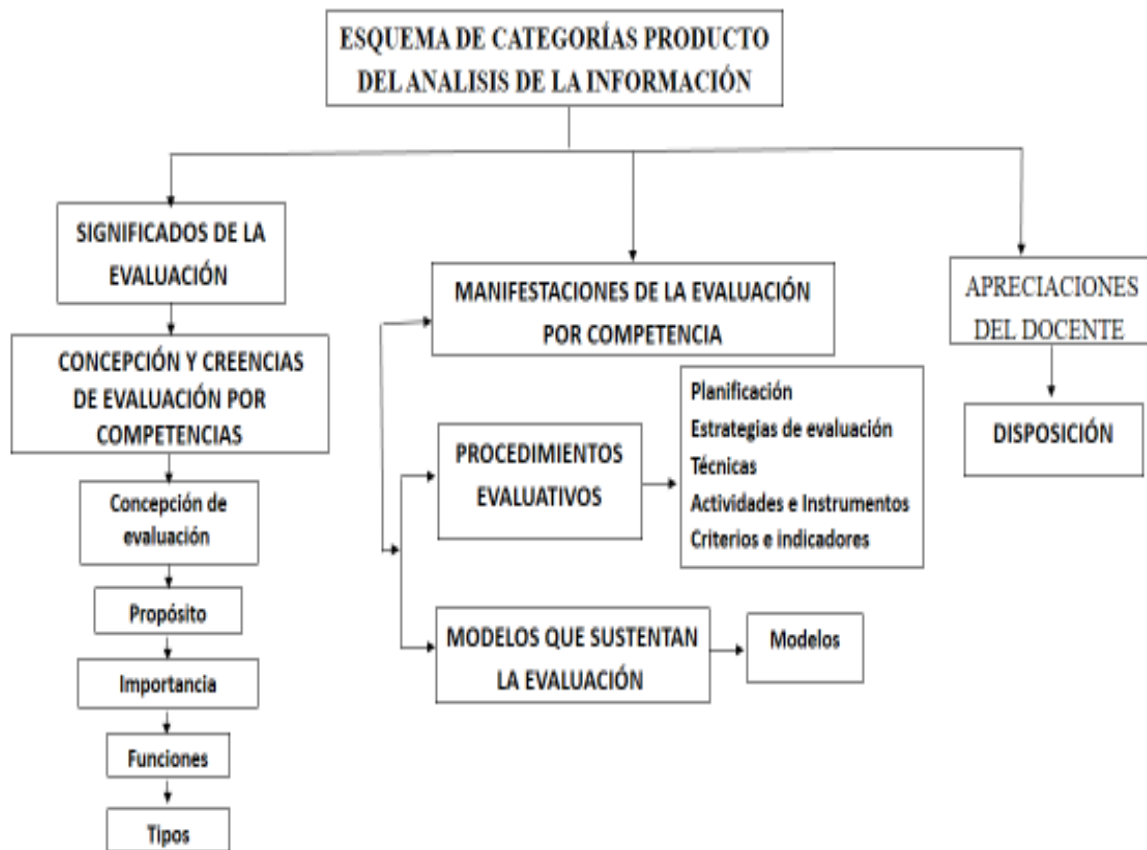 ESQUEMA DE CATEGORÍAS PRODUCTO
DEL ANALISIS DE LA INFORMACIÓN
SIGNIFICADOS DE LA
EVALUACIÓN
CONCEPCIÓN Y CREENCIAS
DE EVALUACIÓN POR
COMPETENCIAS
Concepción de
evaluación
Propósito
Importancia
Funciones
Tipos
MANIFESTACIONES DE LA EVALUACIÓN
POR COMPETENCIA
PROCEDIMIENTOS
EVALUATIVOS
Planificación
Estrategias de evaluación
Técnicas
Actividades e Instrumentos
Criterios e indicadores
MODELOS QUE SUSTENTAN
LA EVALUACIÓN
Modelos
APRECIACIONES
DEL DOCENTE
DISPOSICIÓN